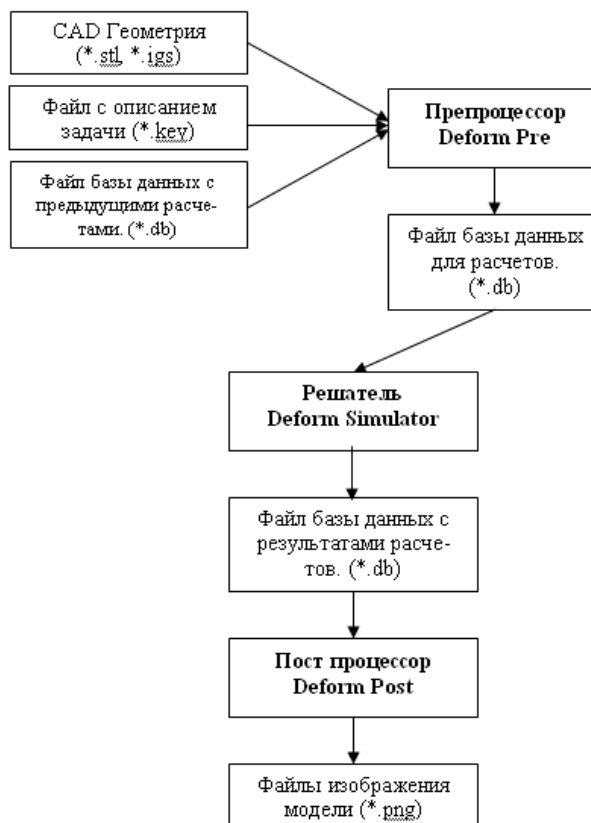 CAD Геометрия
(*.stl, *.igs)
Файл с описанием
задачи (*.key)
Файл базы данных с
предыдущими расче-
тами. (*.db)
Препроцессор
Deform Pre
Файл базы данных
для расчетов.
(*.db)
Решатель
Deform Simulator
Файл базы данных с
результатами расче-
тов. (*.db)
Пост процессор
Deform Post
Файлы изображения
модели (*.png)